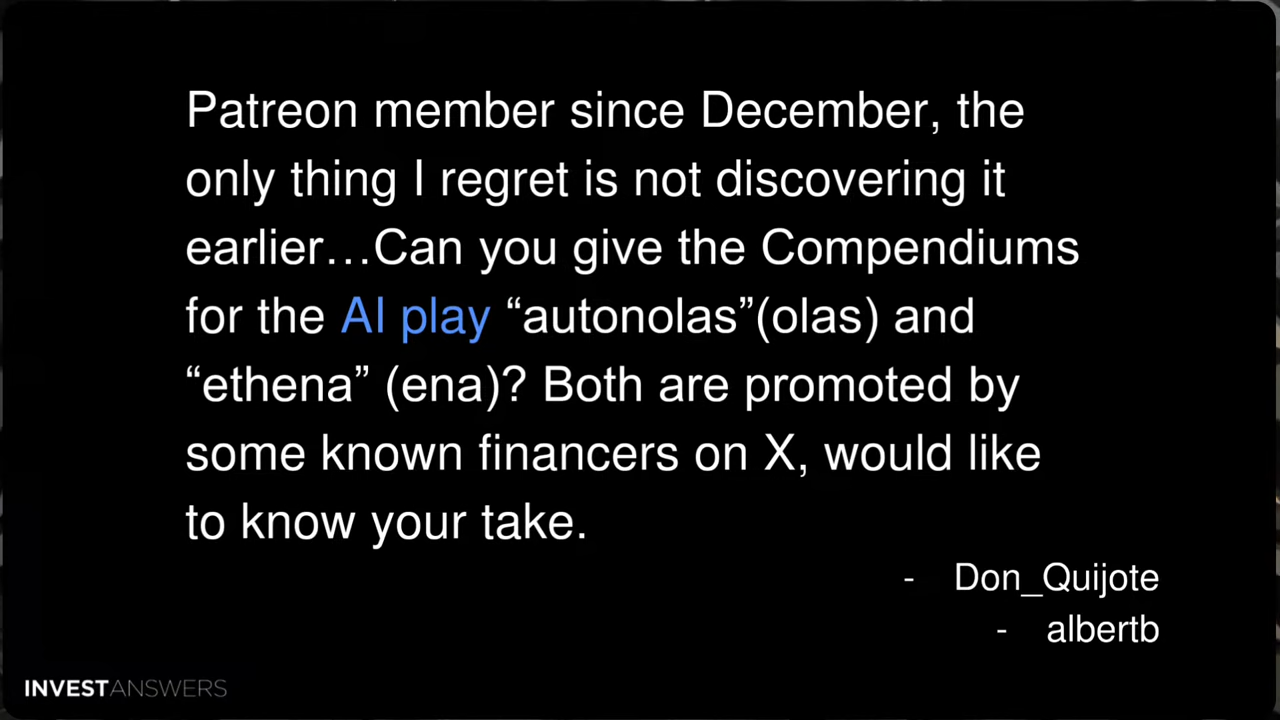 Patreon member since December, the
only thing I regret is not discovering it
earlier…Can you give the Compendiums
for the AI play “autonolas”(olas) and
“ethena” (ena)? Both are promoted by
some known financers on X, would like
to know your take.
- Don_Quijote
- albertb
INVESTANSWERS